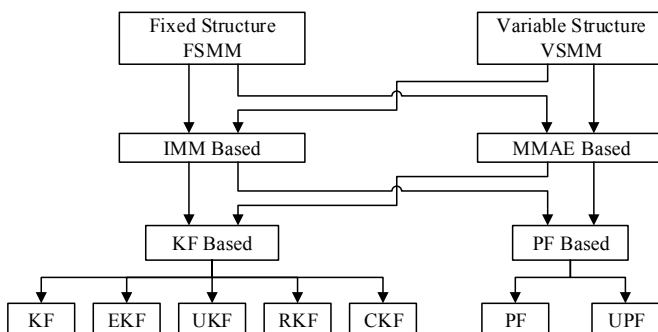 Fixed Structure
FSMM
Variable Structure
VSMM
IMM Based
MMAE Based
KF Based
PF Based
KF
EKF
UKF
RKF
CKF
PF
UPF